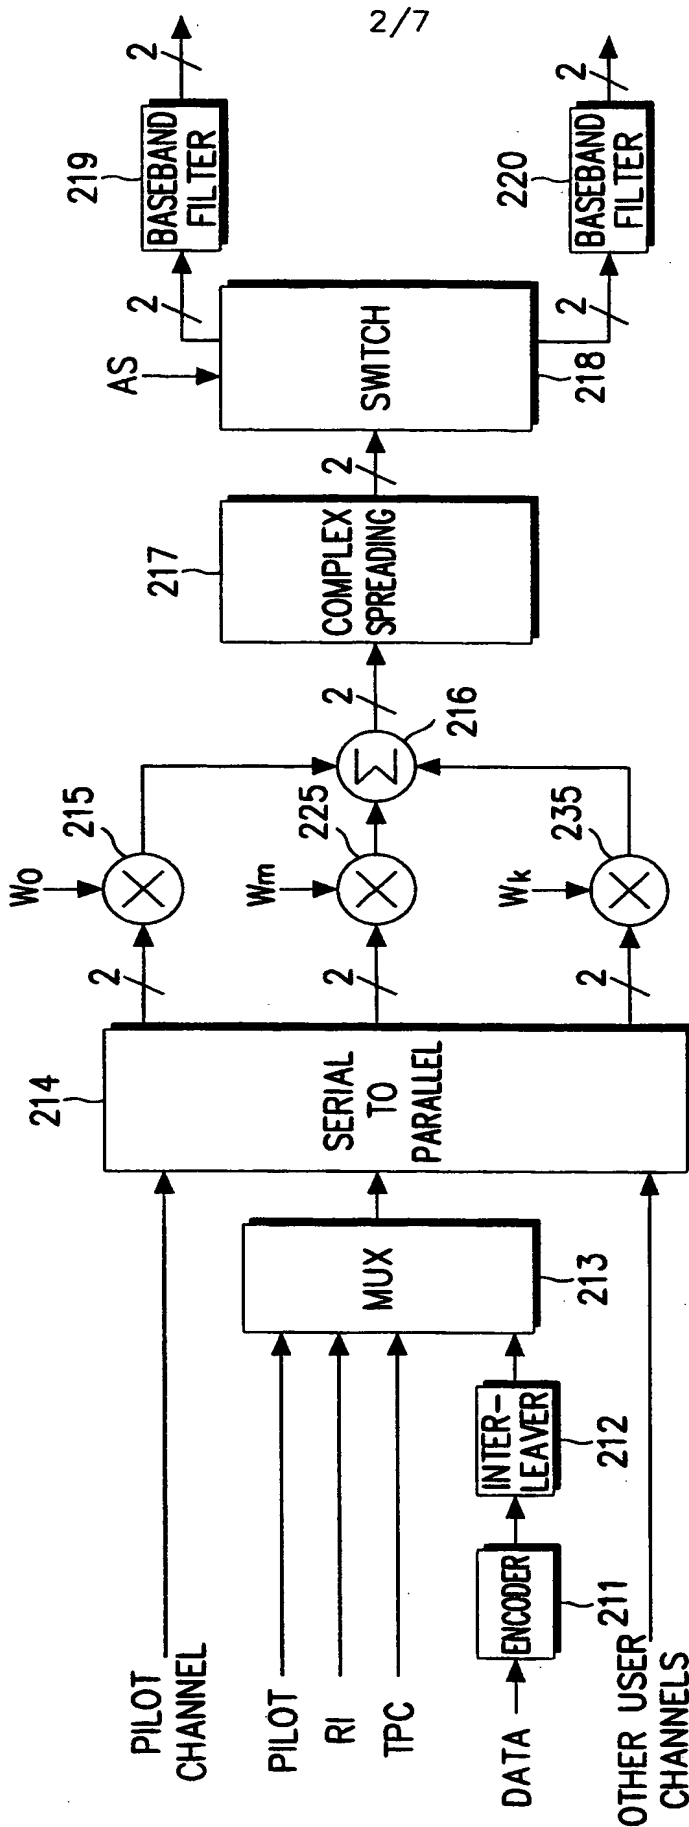 2/7
PILOT
CHANNEL
PILOT
RI
TPC
DATA
OTHER USER
CHANNELS
ENCODER
211
INTER-
LEAVER
212
MUX
213
214
SERIAL
TO
PARALLEL
2
2
2
W0
215
Wm
225
Wk
235
216
Σ
2
217
COMPLEX
SPREADING
2
AS
SWITCH
218
2
2
219
BASEBAND
FILTER
2
220
BASEBAND
FILTER
2